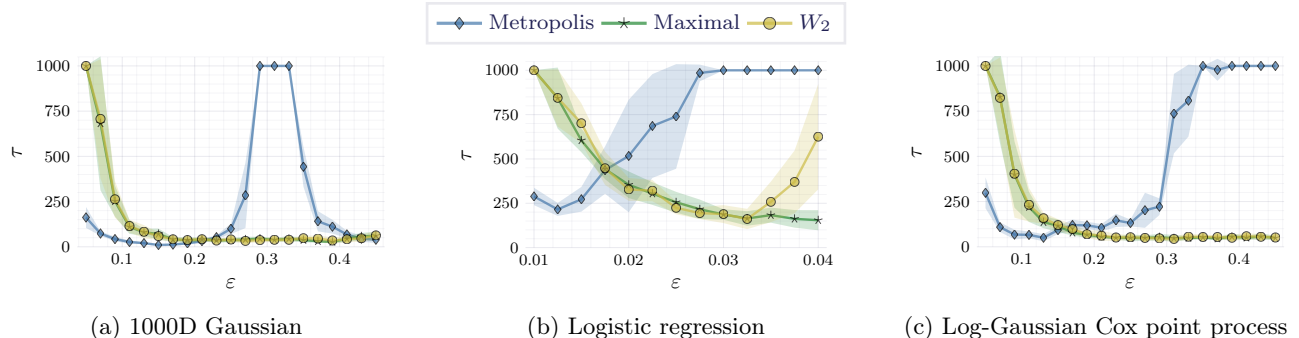 Metropolis Maximal W₂
1000
750
500
250
0
τ
0.1 0.2 0.3 0.4
ε
(a) 1000D Gaussian
1000
750
500
250
0
τ
0.01 0.02 0.03 0.04
ε
(b) Logistic regression
1000
750
500
250
0
τ
0.1 0.2 0.3 0.4
ε
(c) Log-Gaussian Cox point process